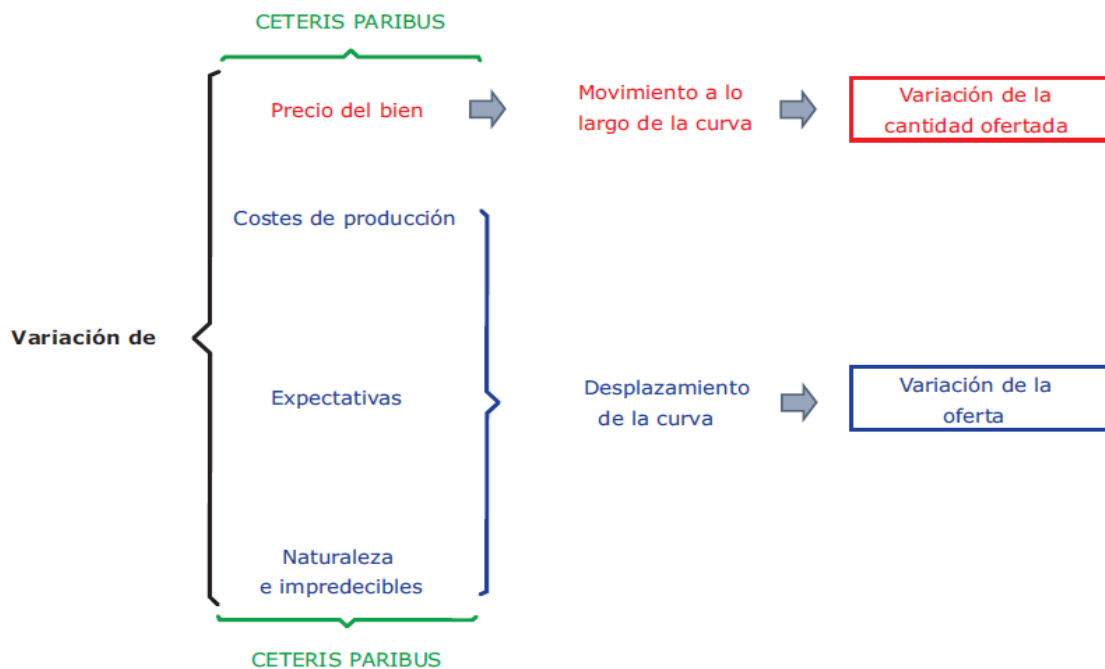 CETERIS PARIBUS
Precio del bien
Movimiento a lo
largo de la curva
Variación de la
cantidad ofertada
Costes de producción
Variación de
Expectativas
Desplazamiento
de la curva
Variación de la
oferta
Naturaleza
e impredecibles
CETERIS PARIBUS